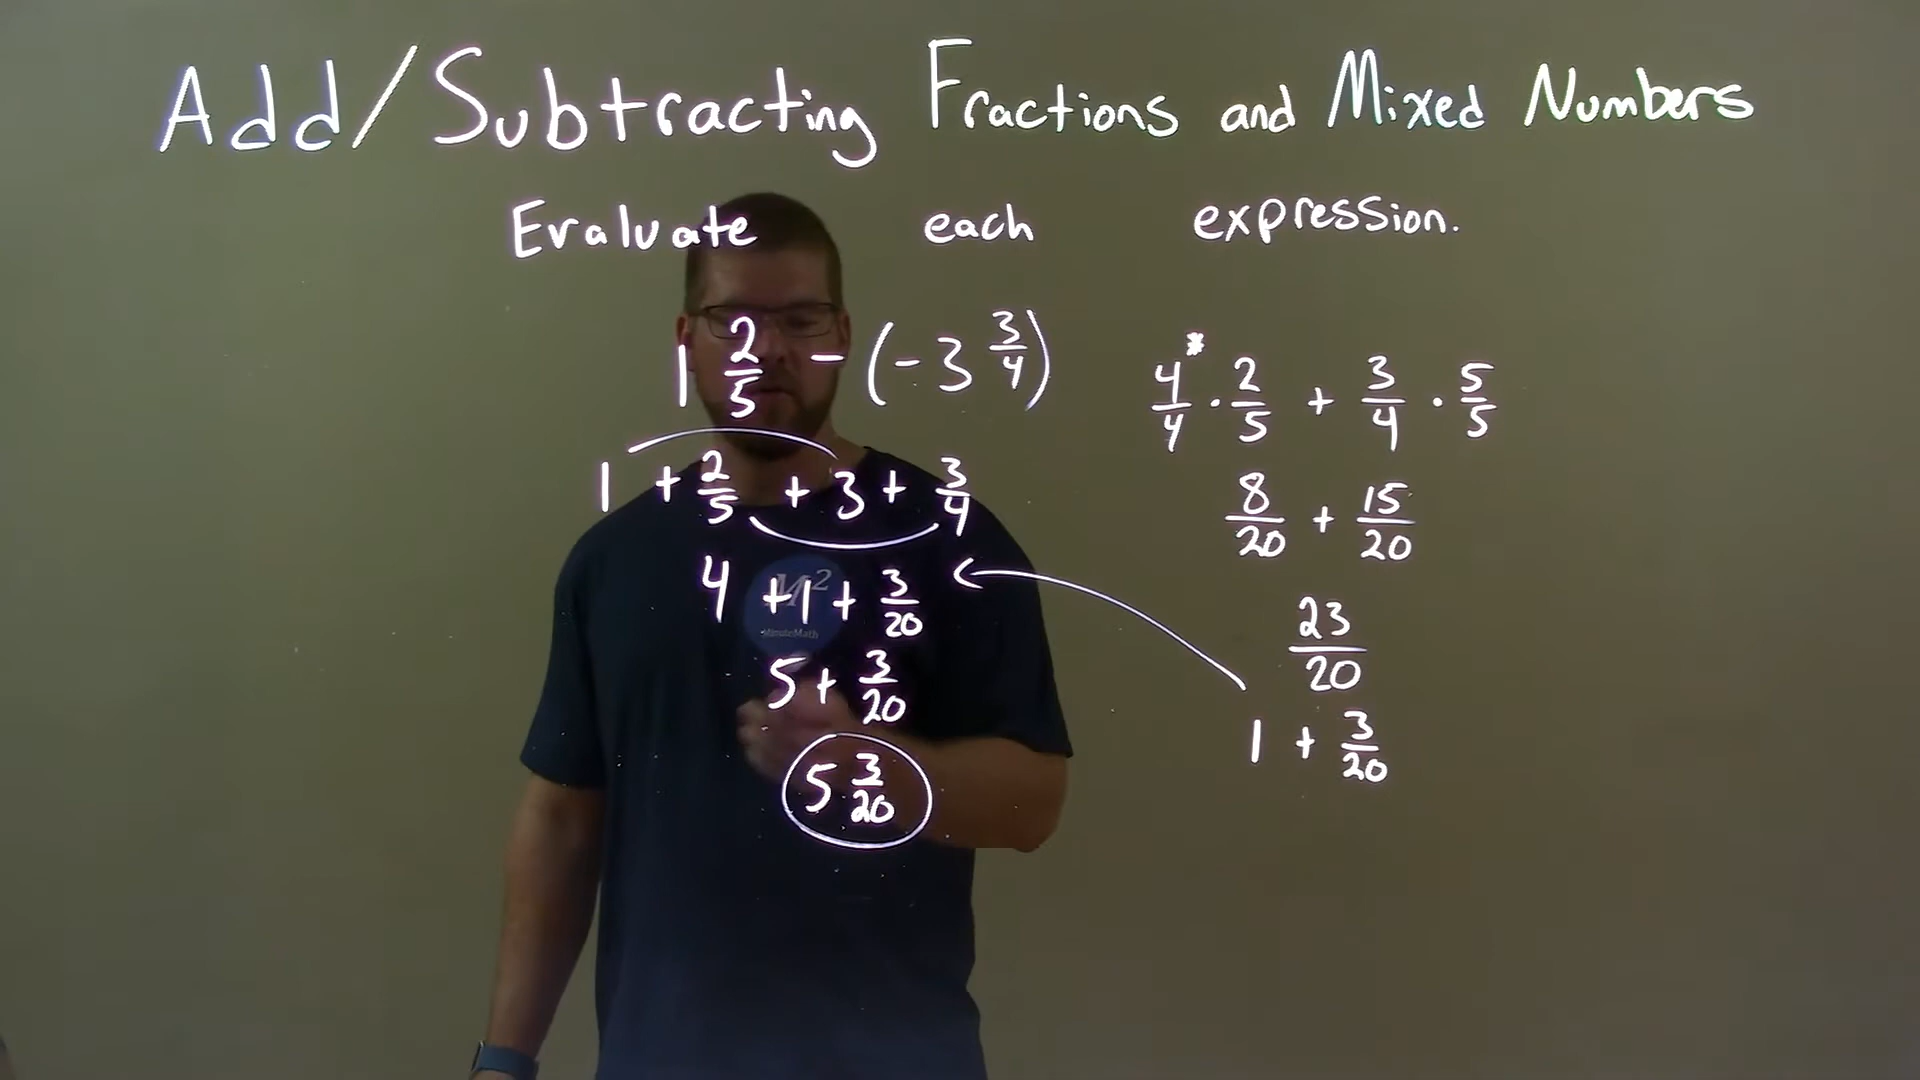 Add/Subtracting Fractions and Mixed Numbers
Evaluate each expression.
1 2/5 - (-3 3/4)
1 + 2/5 + 3 + 3/4
4 + 1 + 3/20
5 + 3/20
5 3/20
*
4/4 · 2/5 + 3/4 · 5/5
8/20 + 15/20
23/20
1 + 3/20
M²
MinuteMath